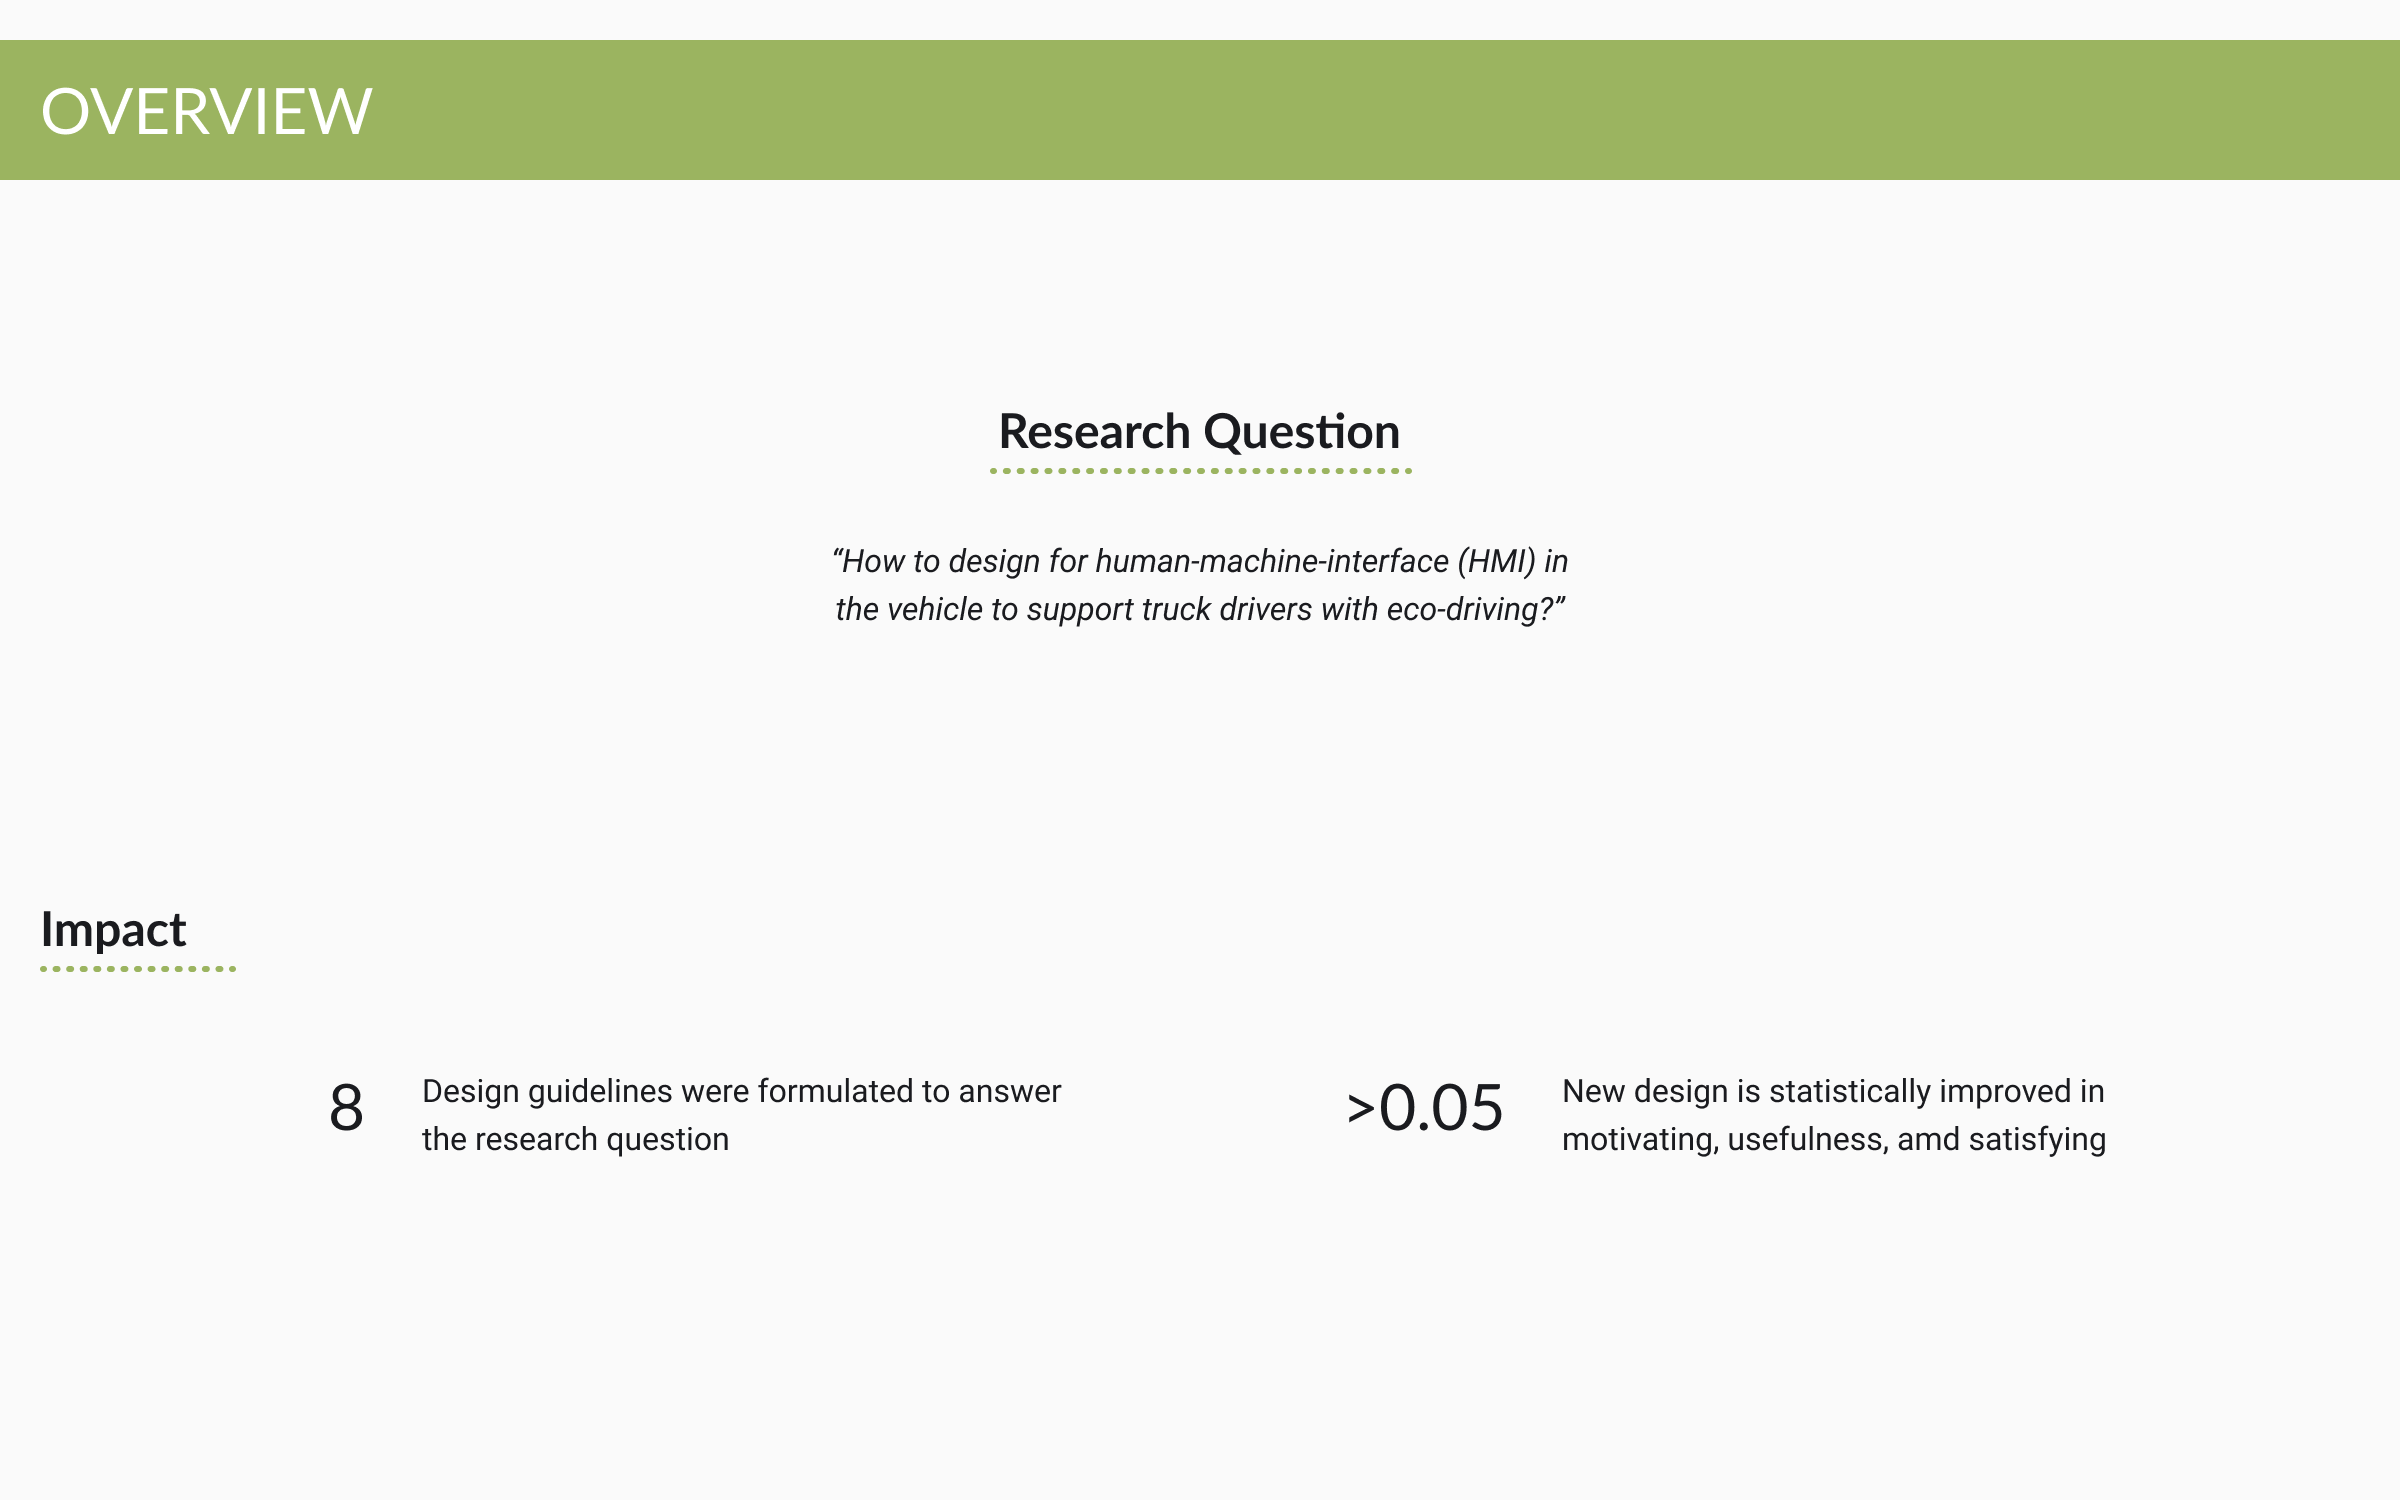 OVERVIEW
Research Question
“How to design for human-machine-interface (HMI) in
the vehicle to support truck drivers with eco-driving?”
Impact
8
Design guidelines were formulated to answer
the research question
>0.05
New design is statistically improved in
motivating, usefulness, amd satisfying